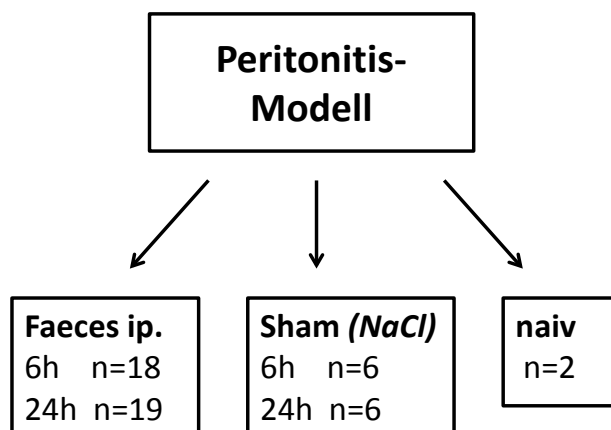 Peritonitis-
Modell
Faeces ip.
6h n=18
24h n=19
Sham (NaCl)
6h n=6
24h n=6
naiv
n=2